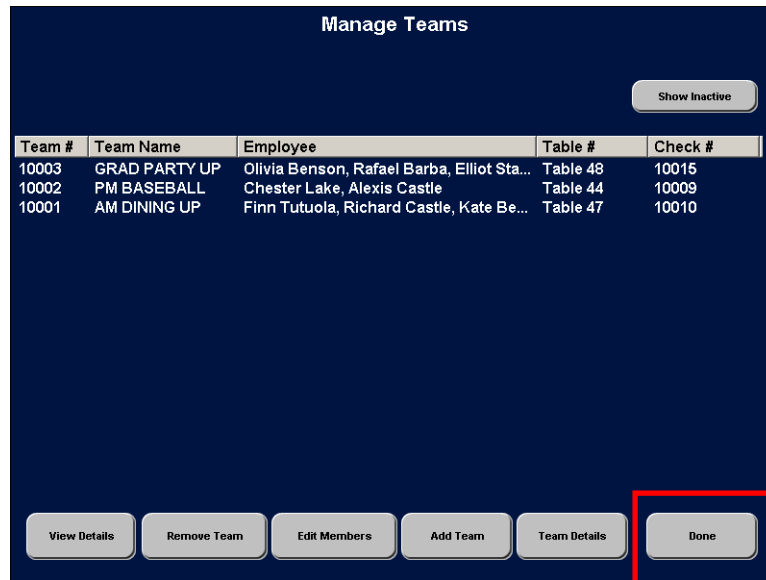 Manage Teams
Show Inactive
Team # Team Name Employee Table # Check #
10003 GRAD PARTY UP Olivia Benson, Rafael Barba, Elliot Sta... Table 48 10015
10002 PM BASEBALL Chester Lake, Alexis Castle Table 44 10009
10001 AM DINING UP Finn Tutuola, Richard Castle, Kate Be... Table 47 10010
View Details Remove Team Edit Members Add Team Team Details Done